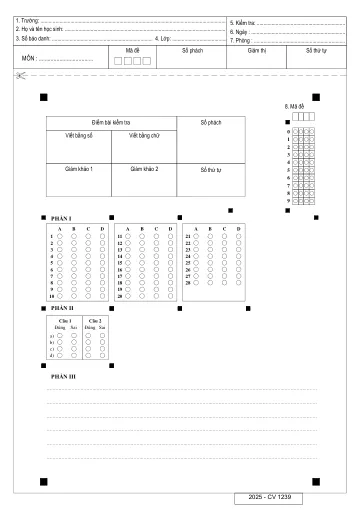 1. Trường: ........................................
2. Họ và tên học sinh: ........................................
3. Số báo danh: ........................................ 4. Lớp: ....................
5. Kiểm tra: ........................................
6. Ngày : ........................................
7. Phòng : ........................................
MÔN : ..............................
Mã đề
Số phách
Giám thị
Số thứ tự
8. Mã đề
0
1
2
3
4
5
6
7
8
9
Điểm bài kiểm tra
Số phách
Viết bằng số Viết bằng chữ
Giám khảo 1 Giám khảo 2 Số thứ tự
PHẦN I
A B C D A B C D A B C D
1 11 21
2 12 22
3 13 23
4 14 24
5 15 25
6 16 26
7 17 27
8 18 28
9 19
10 20
PHẦN II
Câu 1 Câu 2
Đúng Sai Đúng Sai
a)
b)
c)
d)
PHẦN III
2025 - CV 1239